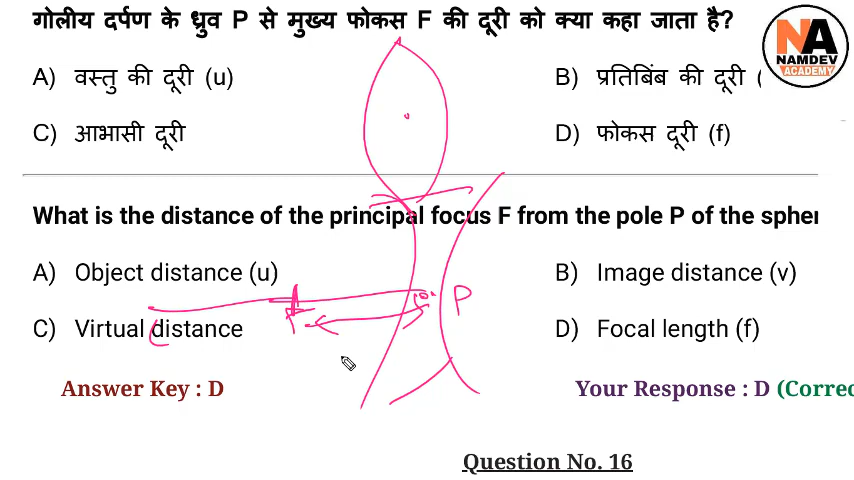 गोलीय दर्पण के ध्रुव P से मुख्य फोकस F की दूरी को क्या कहा जाता है?
NA
NAMDEV
ACADEMY
A) वस्तु की दूरी (u)
B) प्रतिबिंब की दूरी (
C) आभासी दूरी
D) फोकस दूरी (f)
What is the distance of the principal focus F from the pole P of the spher
A) Object distance (u)
B) Image distance (v)
P
C) Virtual distance
D) Focal length (f)
Answer Key : D
Your Response : D (Correc
Question No. 16